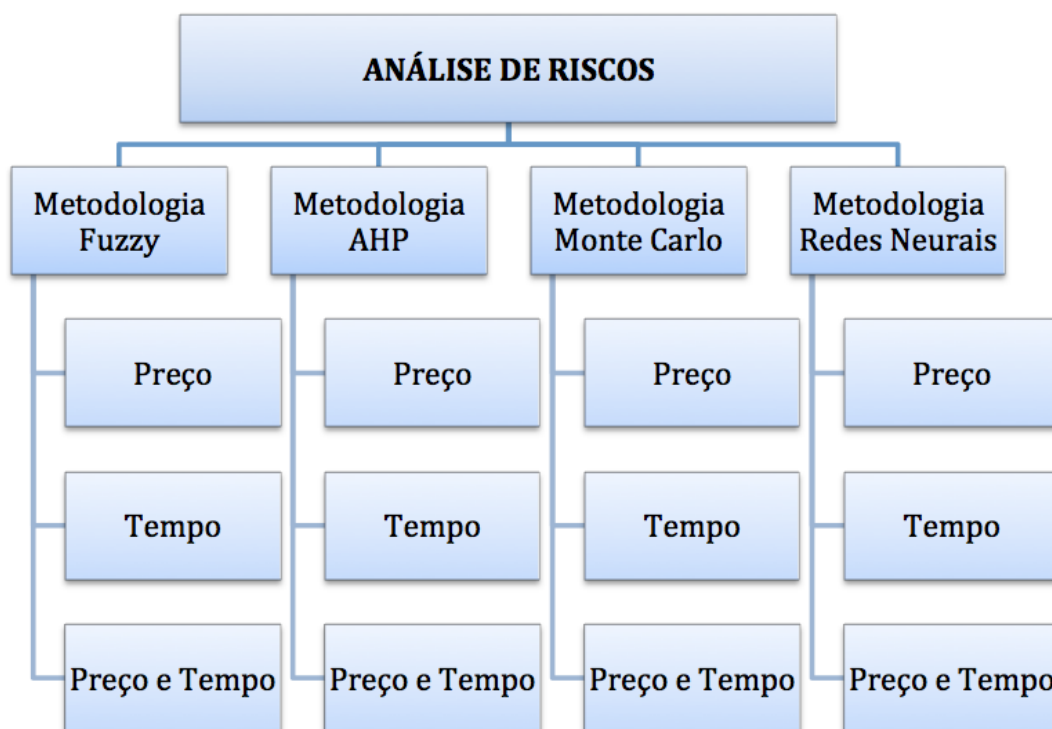 ANÁLISE DE RISCOS
Metodologia
Fuzzy
Metodologia
AHP
Metodologia
Monte Carlo
Metodologia
Redes Neurais
Preço
Preço
Preço
Preço
Tempo
Tempo
Tempo
Tempo
Preço e Tempo
Preço e Tempo
Preço e Tempo
Preço e Tempo